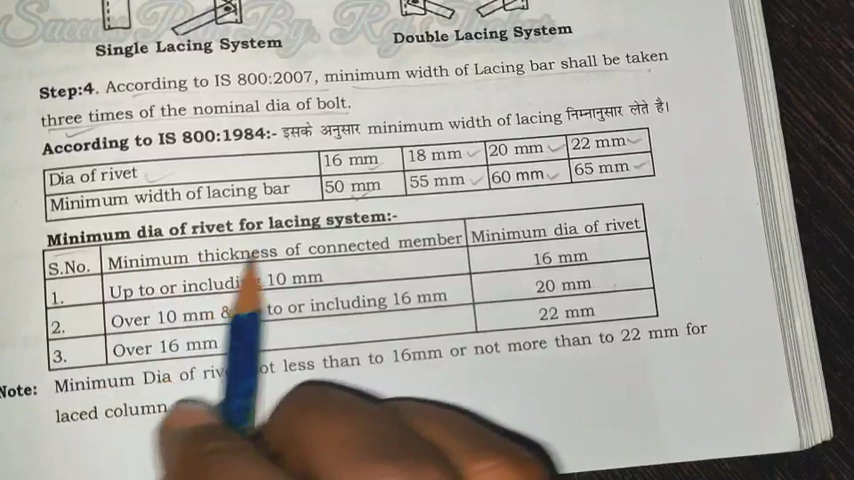 Single Lacing System
Double Lacing System
Step:4. According to IS 800:2007, minimum width of Lacing bar shall be taken
three times of the nominal dia of bolt.
According to IS 800:1984:- इसके अनुसार minimum width of lacing निम्नानुसार लेते है।
Dia of rivet 16 mm 18 mm 20 mm 22 mm
Minimum width of lacing bar 50 mm 55 mm 60 mm 65 mm
Minimum dia of rivet for lacing system:-
S.No. Minimum thickness of connected member Minimum dia of rivet
1. Up to or including 10 mm 16 mm
2. Over 10 mm & to or including 16 mm 20 mm
3. Over 16 mm 22 mm
Note: Minimum Dia of not less than to 16mm or not more than to 22 mm for
laced column